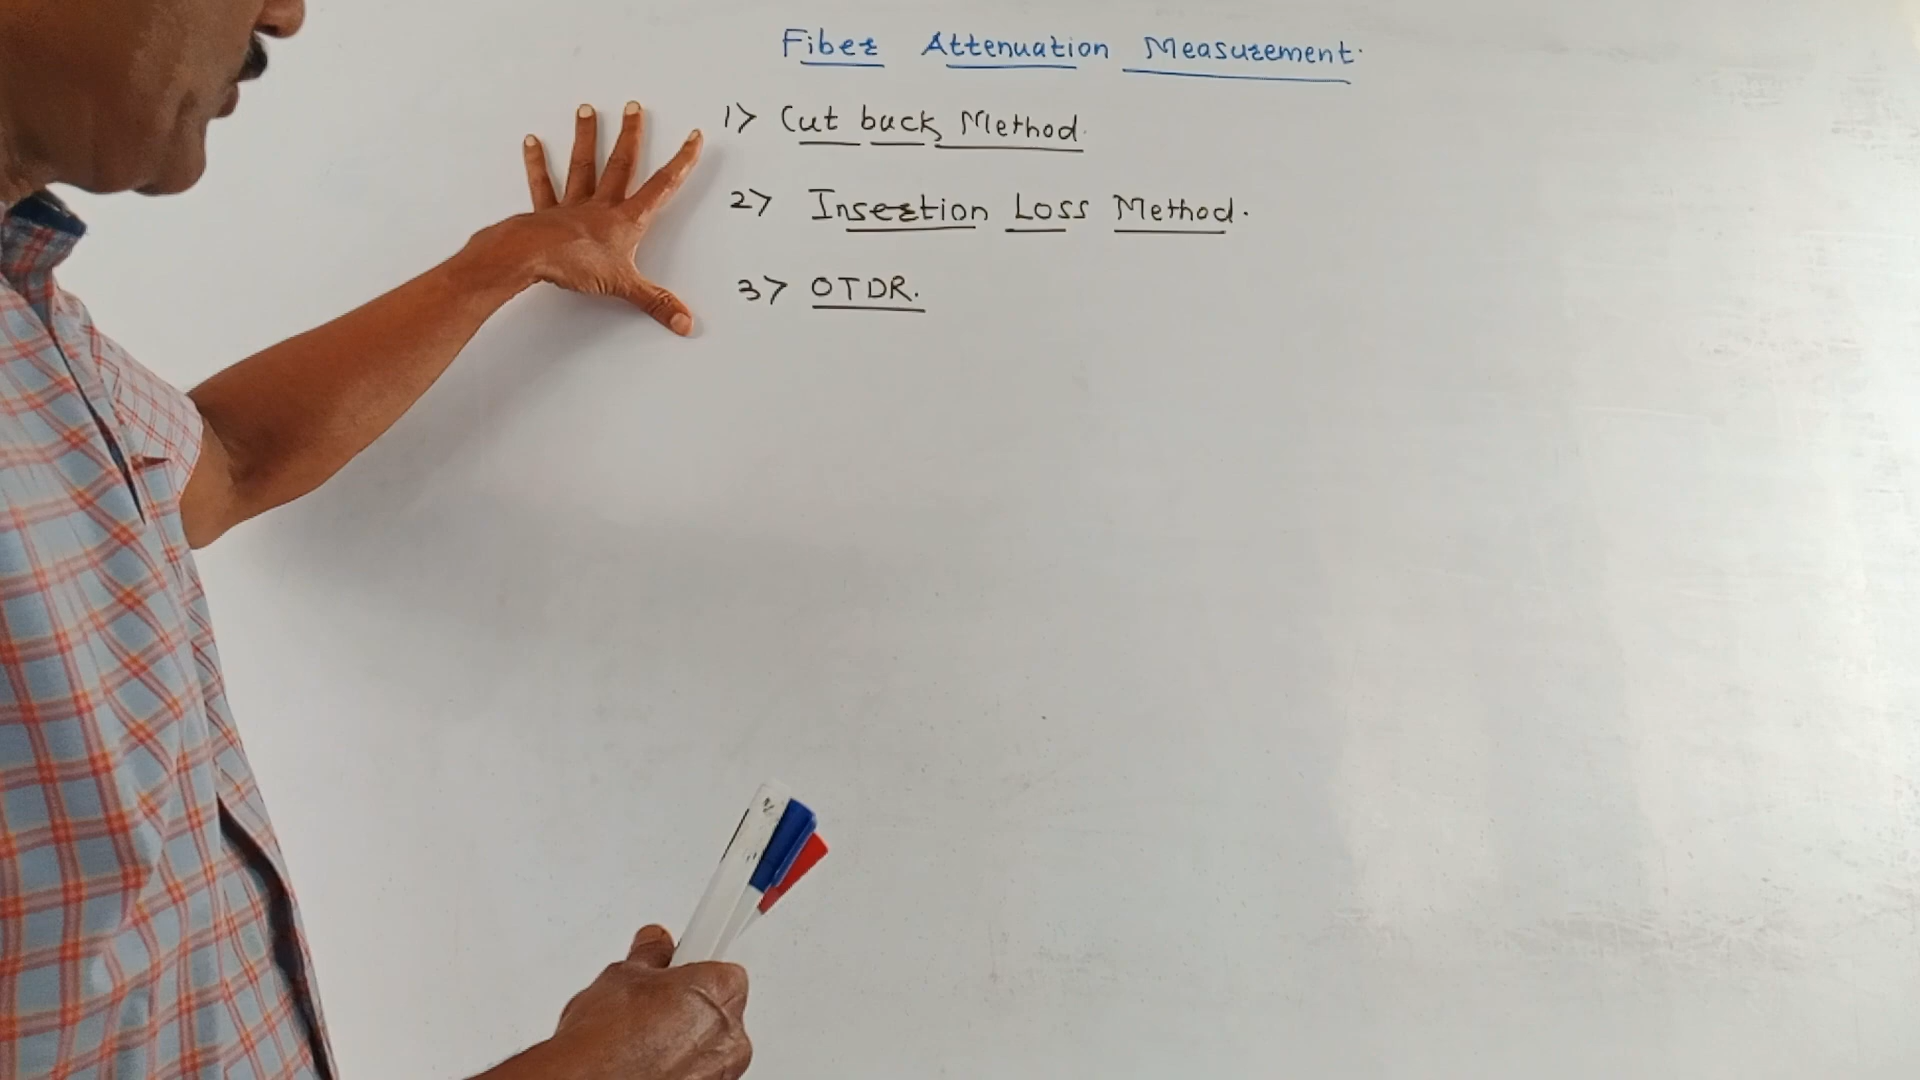 Fiber Attenuation Measurement.
1> Cut back Method.
2> Insertion Loss Method.
3> OTDR.